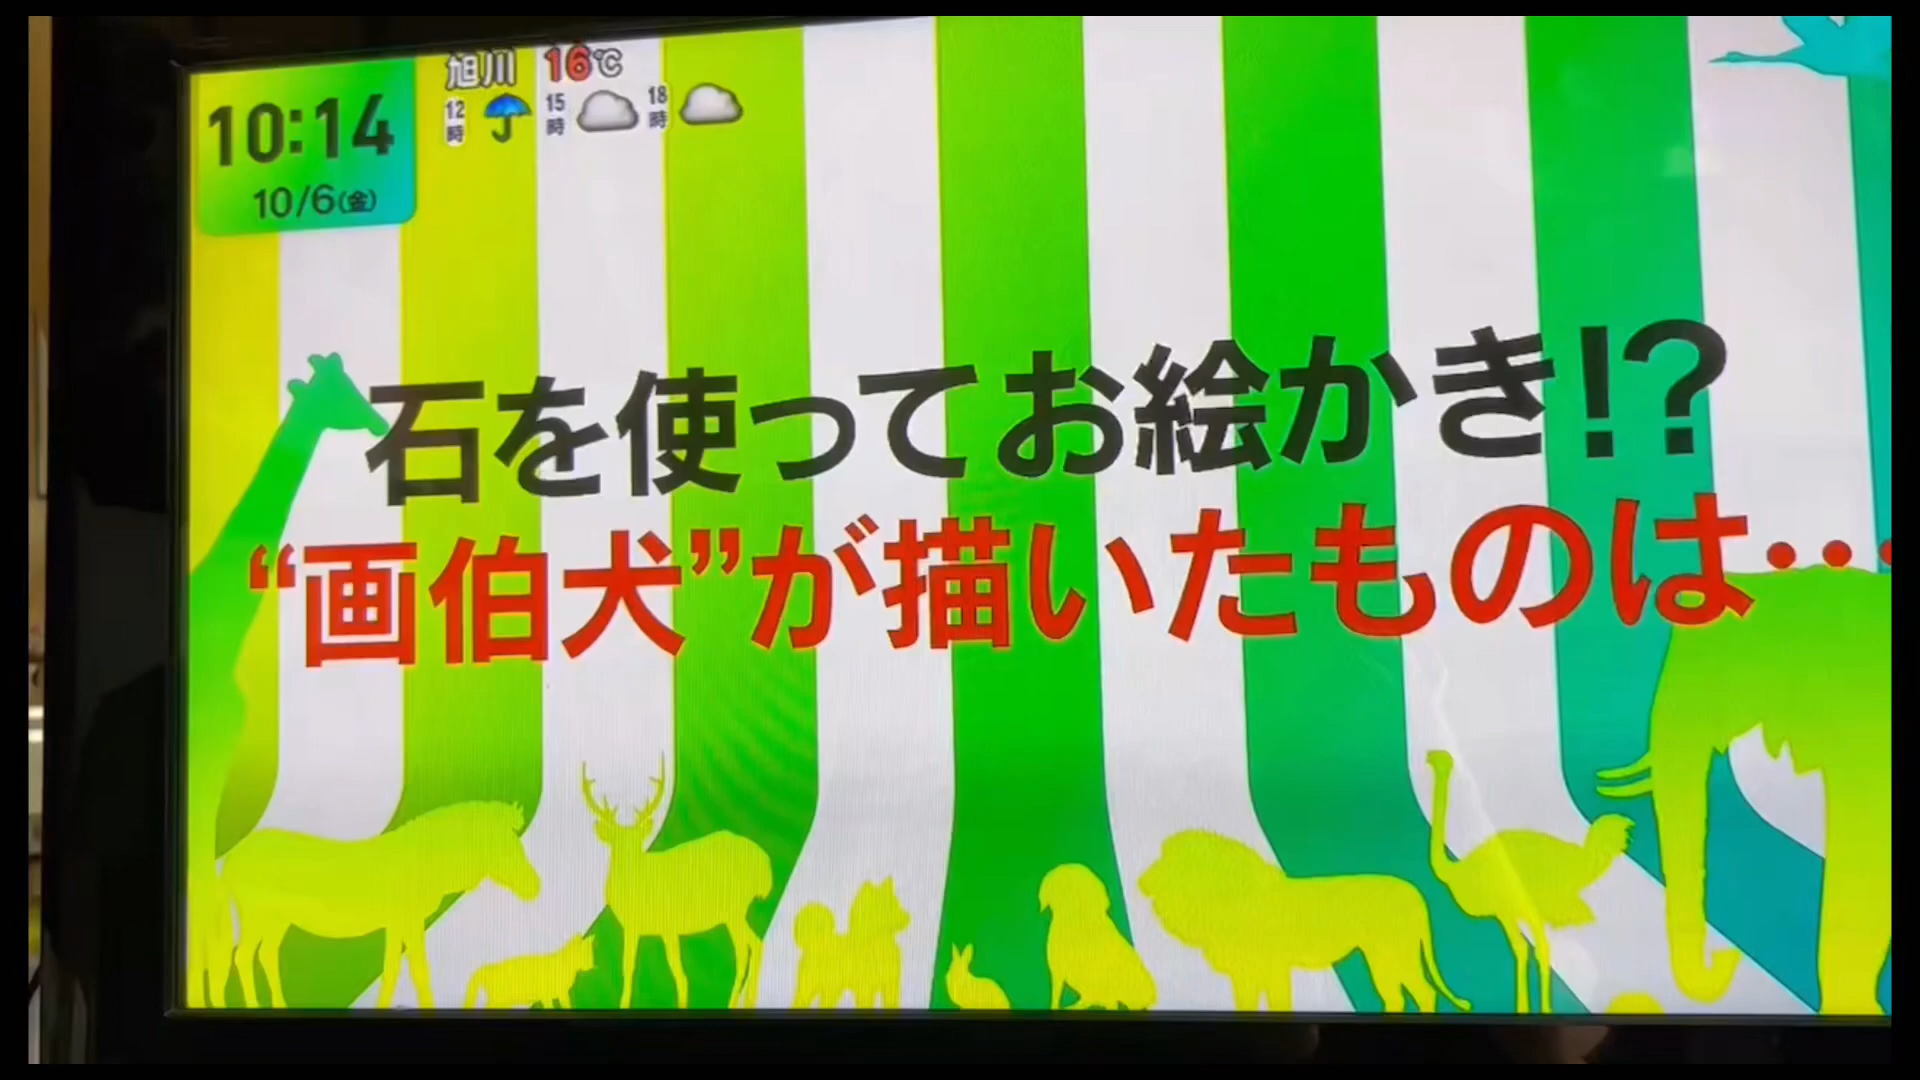 10:14
10/6(金)
旭川 16℃
12時 15時 18時
石を使ってお絵かき!?
“画伯犬”が描いたものは…